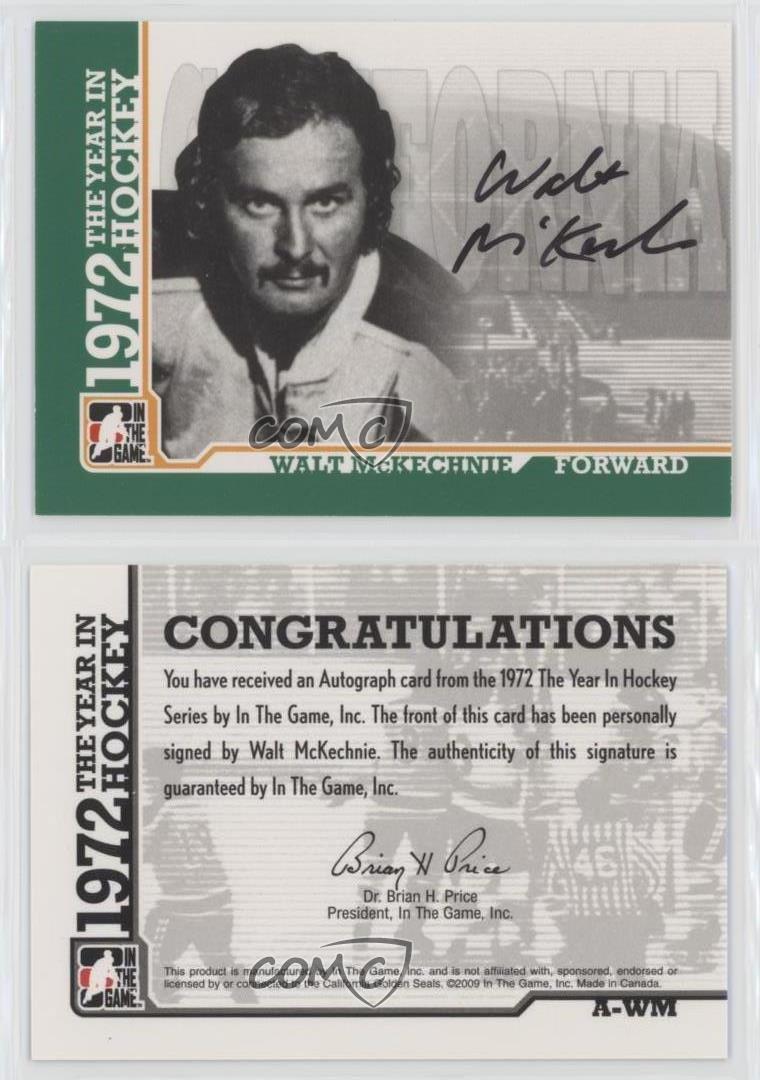 1972 THE YEAR IN HOCKEY
CALIFORNIA
Walt
McKechnie
IN THE GAME
COMC
WALT McKECHNIE FORWARD
1972 THE YEAR IN HOCKEY
CONGRATULATIONS
You have received an Autograph card from the 1972 The Year In Hockey
Series by In The Game, Inc. The front of this card has been personally
signed by Walt McKechnie. The authenticity of this signature is
guaranteed by In The Game, Inc.
46
Brian H Price
Dr. Brian H. Price
President, In The Game, Inc.
IN THE GAME
COMC
This product is manufactured by In The Game, Inc. and is not affiliated with, sponsored, endorsed or
licensed by or connected to the California Golden Seals. ©2009 In The Game, Inc. Made in Canada.
A-WM